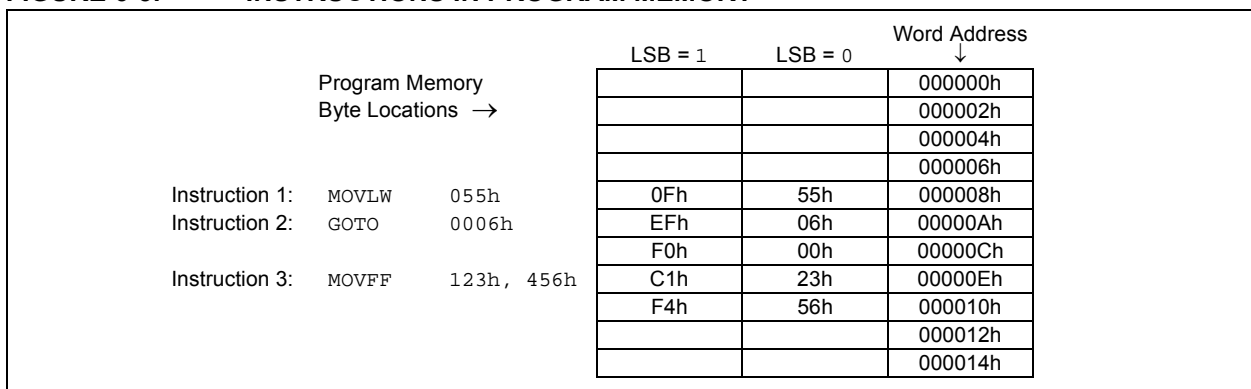 LSB = 1 LSB = 0 Word Address ↓
Program Memory 000000h
Byte Locations → 000002h
000004h
000006h
Instruction 1: MOVLW 055h 0Fh 55h 000008h
Instruction 2: GOTO 0006h EFh 06h 00000Ah
F0h 00h 00000Ch
Instruction 3: MOVFF 123h, 456h C1h 23h 00000Eh
F4h 56h 000010h
000012h
000014h